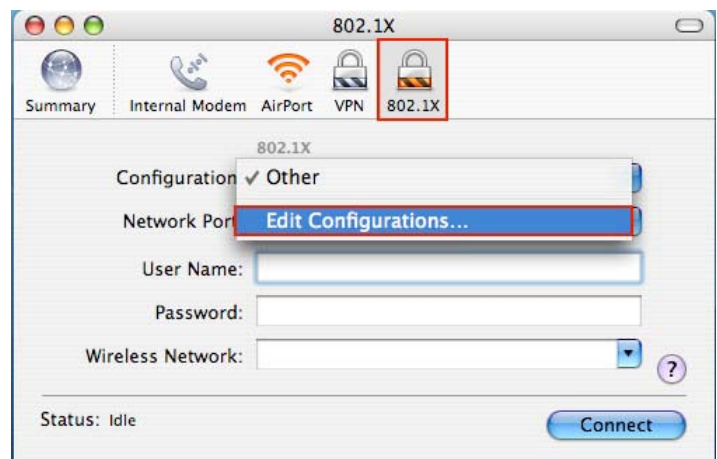 802.1X
Summary Internal Modem AirPort VPN 802.1X
802.1X
Configuration ✓ Other
Network Port Edit Configurations...
User Name:
Password:
Wireless Network:
?
Status: Idle
Connect